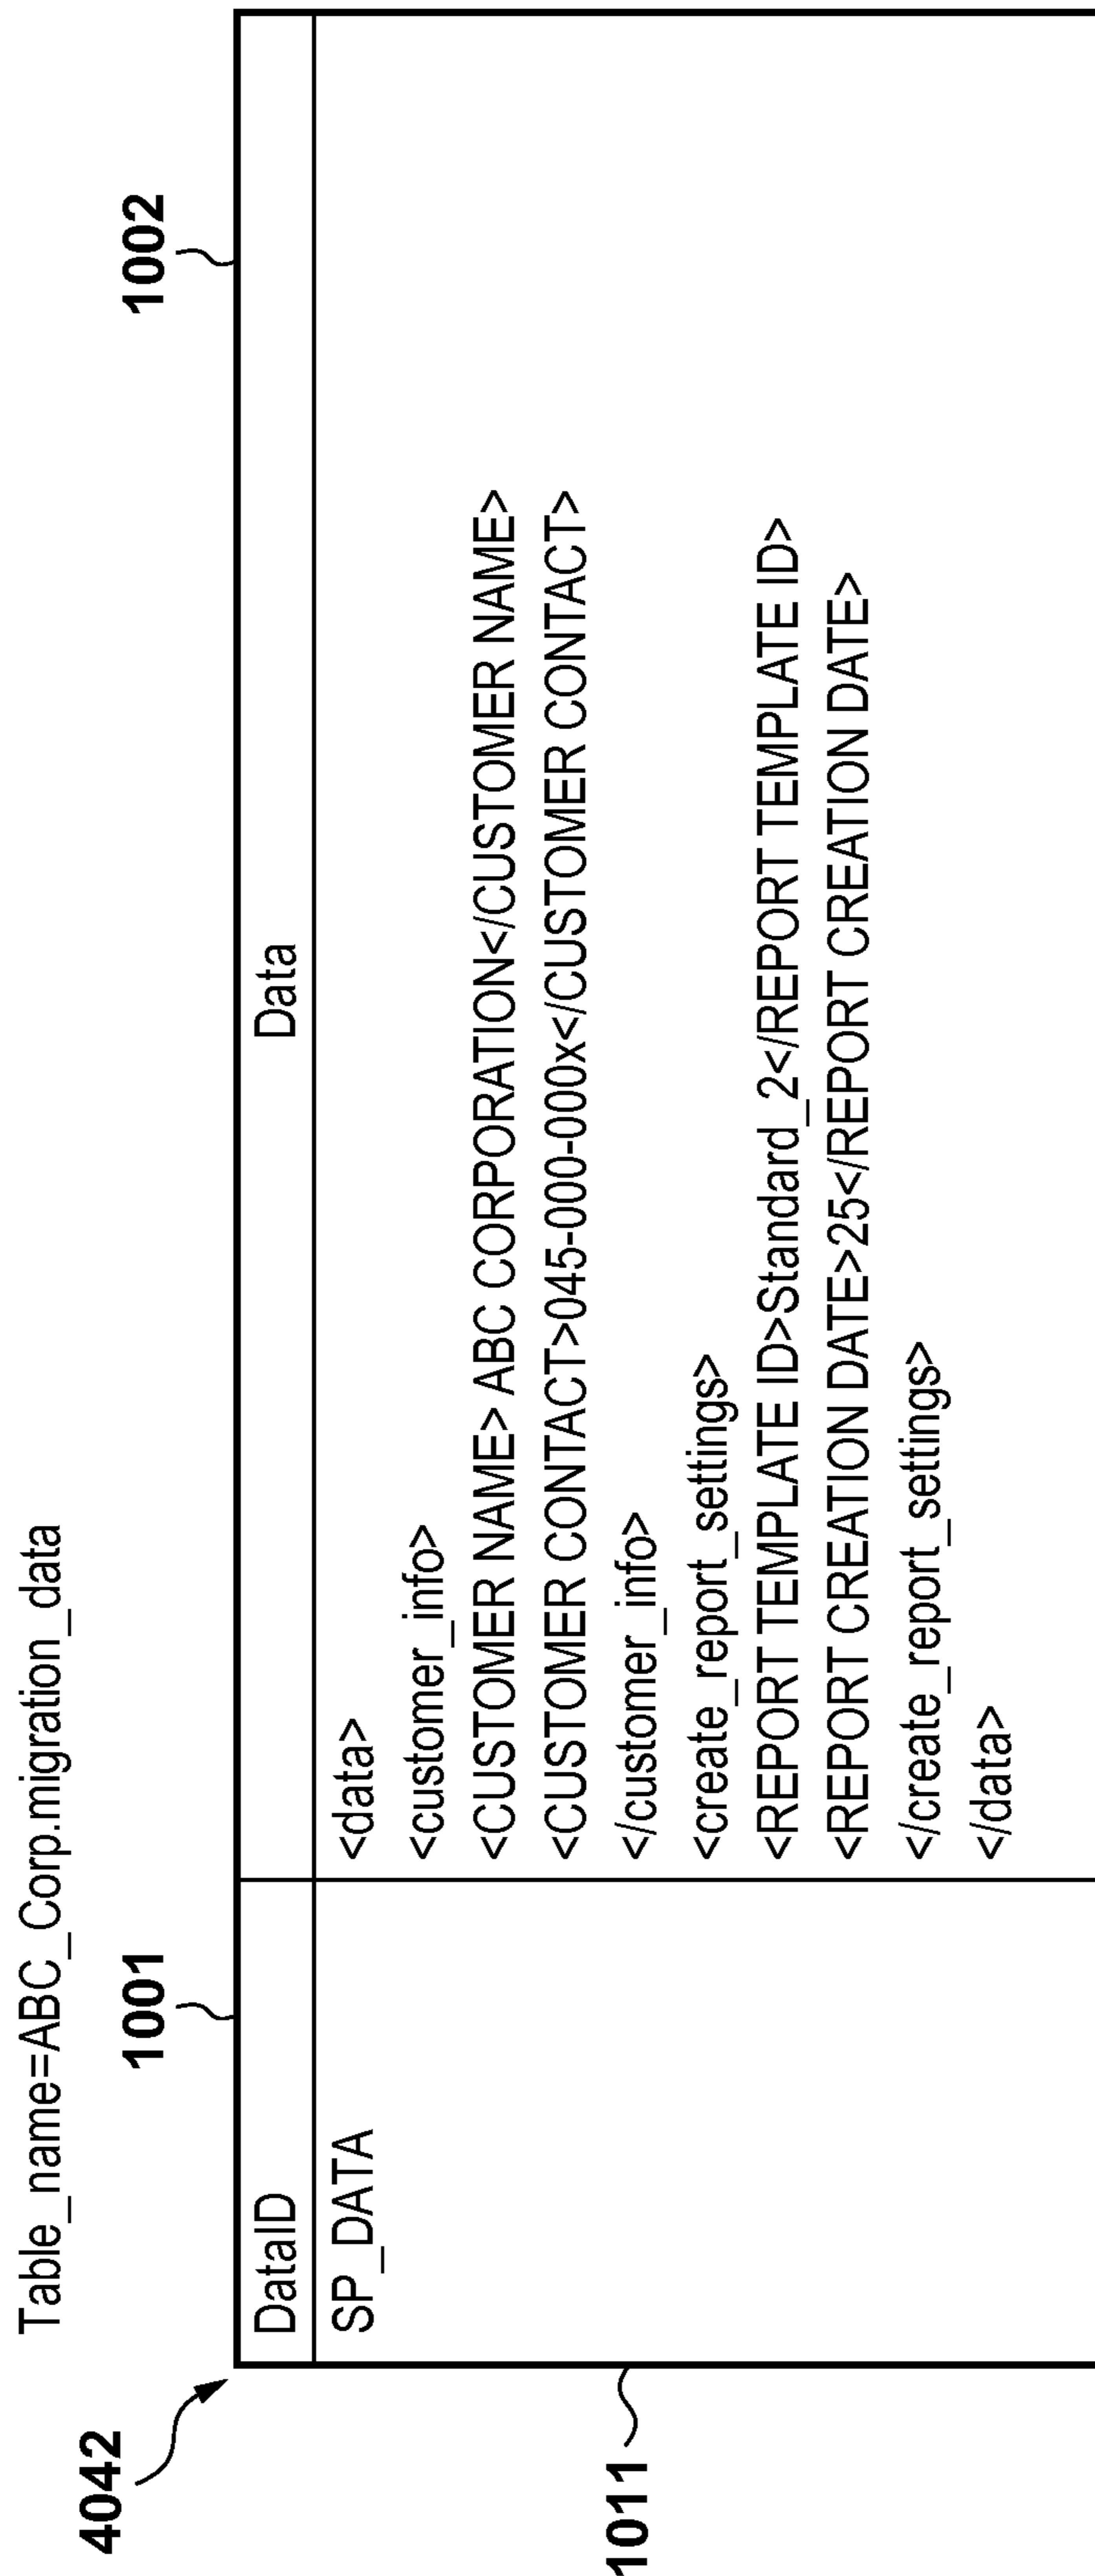 Table_name=ABC_Corp.migration_data
4042
1001
1002
DataID
Data
1011
SP_DATA
<data>
<customer_info>
<CUSTOMER NAME> ABC CORPORATION</CUSTOMER NAME>
<CUSTOMER CONTACT>045-000-000x</CUSTOMER CONTACT>
</customer_info>
<create_report_settings>
<REPORT TEMPLATE ID>Standard_2</REPORT TEMPLATE ID>
<REPORT CREATION DATE>25</REPORT CREATION DATE>
</create_report_settings>
</data>